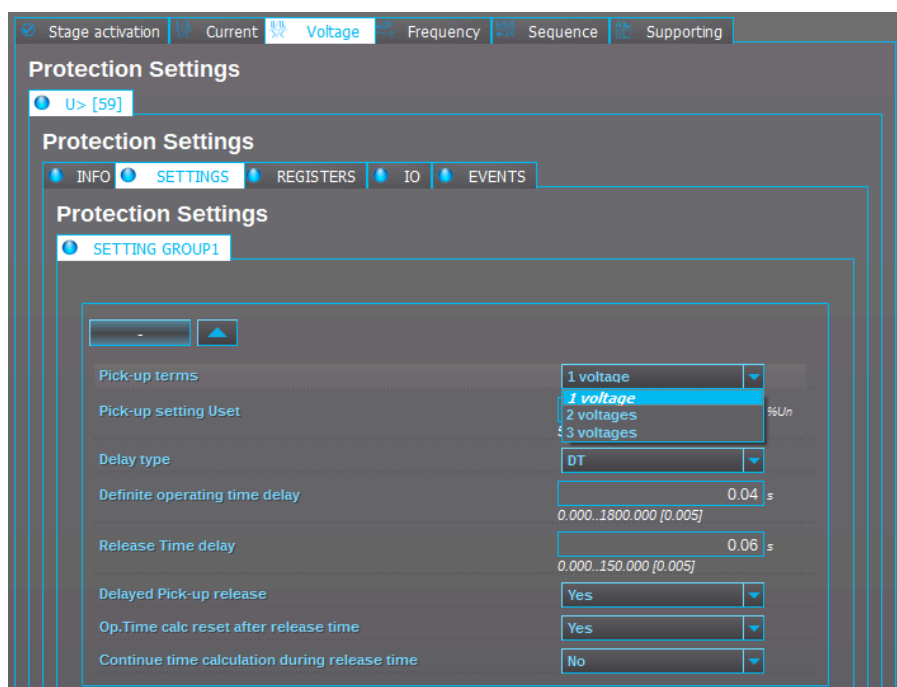 Stage activation Current Voltage Frequency Sequence Supporting
Protection Settings
U> [59]
Protection Settings
INFO SETTINGS REGISTERS IO EVENTS
Protection Settings
SETTING GROUP1
-
Pick-up terms 1 voltage
1 voltage
Pick-up setting Uset 2 voltages %Un
3 voltages
Delay type DT
Definite operating time delay 0.04 s
0.000..1800.000 [0.005]
Release Time delay 0.06 s
0.000..150.000 [0.005]
Delayed Pick-up release Yes
Op.Time calc reset after release time Yes
Continue time calculation during release time No